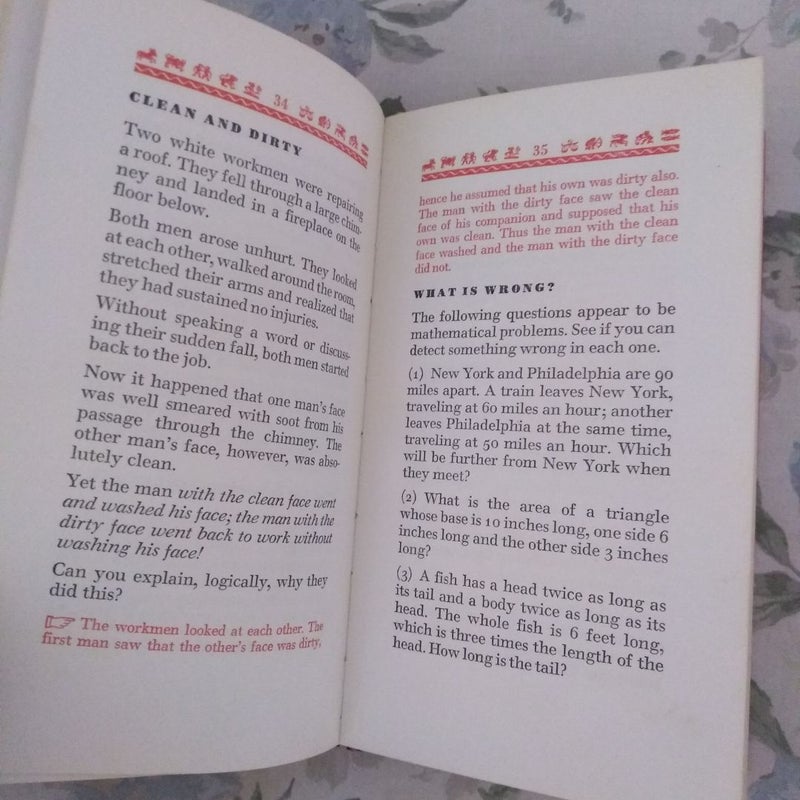 34
CLEAN AND DIRTY
Two white workmen were repairing
a roof. They fell through a large chim-
ney and landed in a fireplace on the
floor below.
Both men arose unhurt. They looked
at each other, walked around the room,
stretched their arms and realized that
they had sustained no injuries.
Without speaking a word or discuss-
ing their sudden fall, both men started
back to the job.
Now it happened that one man's face
was well smeared with soot from his
passage through the chimney. The
other man's face, however, was abso-
lutely clean.
Yet the man with the clean face went
and washed his face; the man with the
dirty face went back to work without
washing his face!
Can you explain, logically, why they
did this?
The workmen looked at each other. The
first man saw that the other's face was dirty,
35
hence he assumed that his own was dirty also.
The man with the dirty face saw the clean
face of his companion and supposed that his
own was clean. Thus the man with the clean
face washed and the man with the dirty face
did not.
WHAT IS WRONG?
The following questions appear to be
mathematical problems. See if you can
detect something wrong in each one.
(1) New York and Philadelphia are 90
miles apart. A train leaves New York,
traveling at 60 miles an hour; another
leaves Philadelphia at the same time,
traveling at 50 miles an hour. Which
will be further from New York when
they meet?
(2) What is the area of a triangle
whose base is 10 inches long, one side 6
inches long and the other side 3 inches
long?
(3) A fish has a head twice as long as
its tail and a body twice as long as its
head. The whole fish is 6 feet long,
which is three times the length of the
head. How long is the tail?